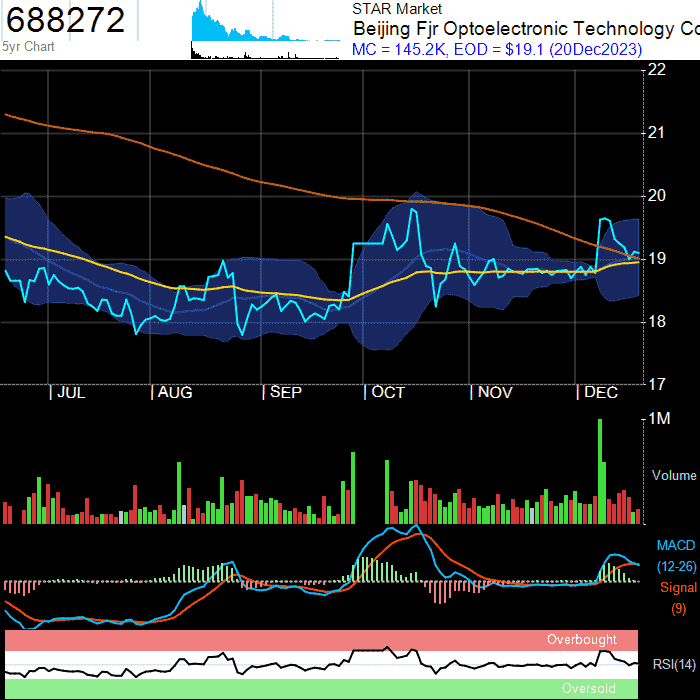 688272
5yr Chart
STAR Market
Beijing Fjr Optoelectronic Technology Co
MC = 145.2K, EOD = $19.1 (20Dec2023)
22
21
20
19
18
17
JUL
AUG
SEP
OCT
NOV
DEC
1M
Volume
MACD
(12-26)
Signal
(9)
Overbought
RSI(14)
Oversold